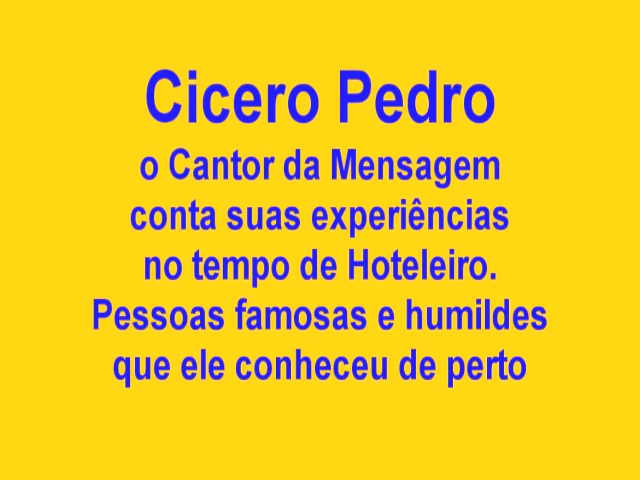 Cicero Pedro
o Cantor da Mensagem
conta suas experiências
no tempo de Hoteleiro.
Pessoas famosas e humildes
que ele conheceu de perto